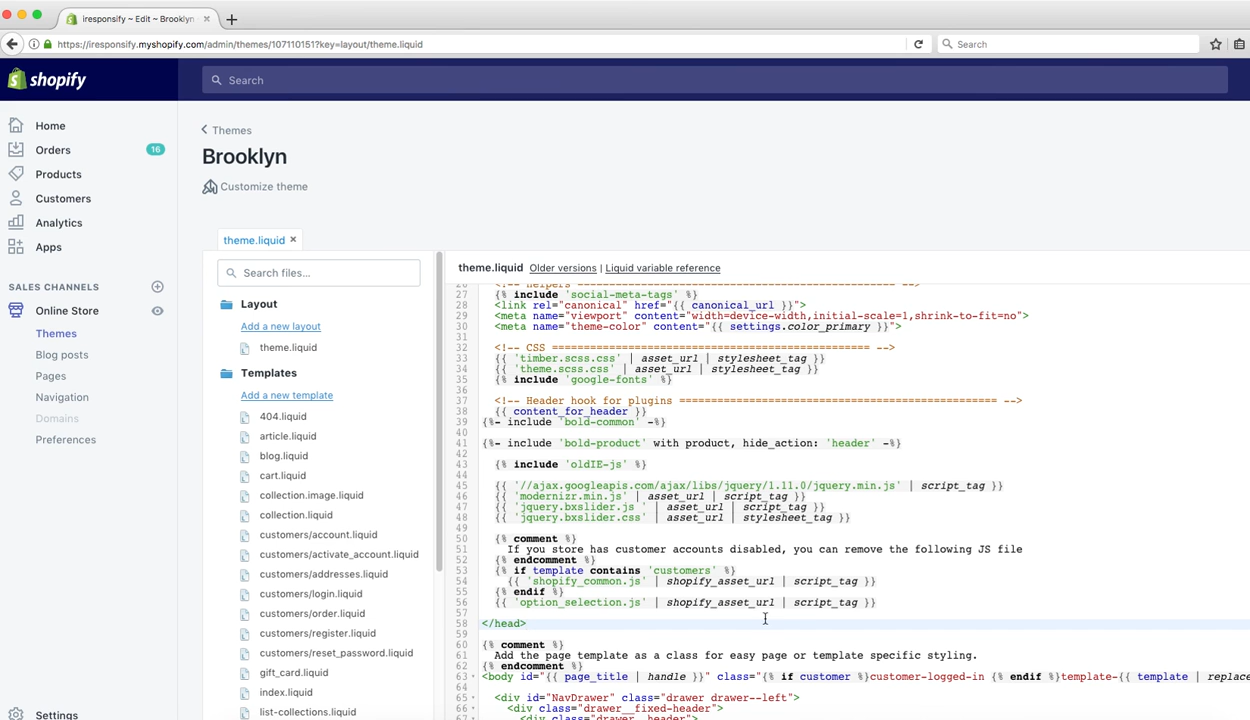 iresponsify ~ Edit ~ Brooklyn × +
https://iresponsify.myshopify.com/admin/themes/107110151?key=layout/theme.liquid
Search
shopify
Search
Home
Orders 16
Products
Customers
Analytics
Apps
SALES CHANNELS
Online Store
Themes
Blog posts
Pages
Navigation
Domains
Preferences
Settings
Themes
Brooklyn
Customize theme
theme.liquid ×
Search files...
Layout
Add a new layout
theme.liquid
Templates
Add a new template
404.liquid
article.liquid
blog.liquid
cart.liquid
collection.image.liquid
collection.liquid
customers/account.liquid
customers/activate_account.liquid
customers/addresses.liquid
customers/login.liquid
customers/order.liquid
customers/register.liquid
customers/reset_password.liquid
gift_card.liquid
index.liquid
list-collections.liquid
theme.liquid Older versions | Liquid variable reference
26 <!-- Helpers ================================================== -->
27 {% include 'social-meta-tags' %}
28 <link rel="canonical" href="{{ canonical_url }}">
29 <meta name="viewport" content="width=device-width,initial-scale=1,shrink-to-fit=no">
30 <meta name="theme-color" content="{{ settings.color_primary }}">
31
32 <!-- CSS ================================================== -->
33 {{ 'timber.scss.css' | asset_url | stylesheet_tag }}
34 {{ 'theme.scss.css' | asset_url | stylesheet_tag }}
35 {% include 'google-fonts' %}
36
37 <!-- Header hook for plugins ================================================== -->
38 {{ content_for_header }}
39 {%- include 'bold-common' -%}
40
41 {%- include 'bold-product' with product, hide_action: 'header' -%}
42
43 {% include 'oldIE-js' %}
44
45 {{ '//ajax.googleapis.com/ajax/libs/jquery/1.11.0/jquery.min.js' | script_tag }}
46 {{ 'modernizr.min.js' | asset_url | script_tag }}
47 {{ 'jquery.bxslider.js ' | asset_url | script_tag }}
48 {{ 'jquery.bxslider.css' | asset_url | stylesheet_tag }}
49
50 {% comment %}
51 If you store has customer accounts disabled, you can remove the following JS file
52 {% endcomment %}
53 {% if template contains 'customers' %}
54 {{ 'shopify_common.js' | shopify_asset_url | script_tag }}
55 {% endif %}
56 {{ 'option_selection.js' | shopify_asset_url | script_tag }}
57
58 </head>
59
60 {% comment %}
61 Add the page template as a class for easy page or template specific styling.
62 {% endcomment %}
63 <body id="{{ page_title | handle }}" class="{% if customer %}customer-logged-in {% endif %}template-{{ template | replace
64
65 <div id="NavDrawer" class="drawer drawer--left">
66 <div class="drawer__fixed-header">
67 <div class="drawer__header">